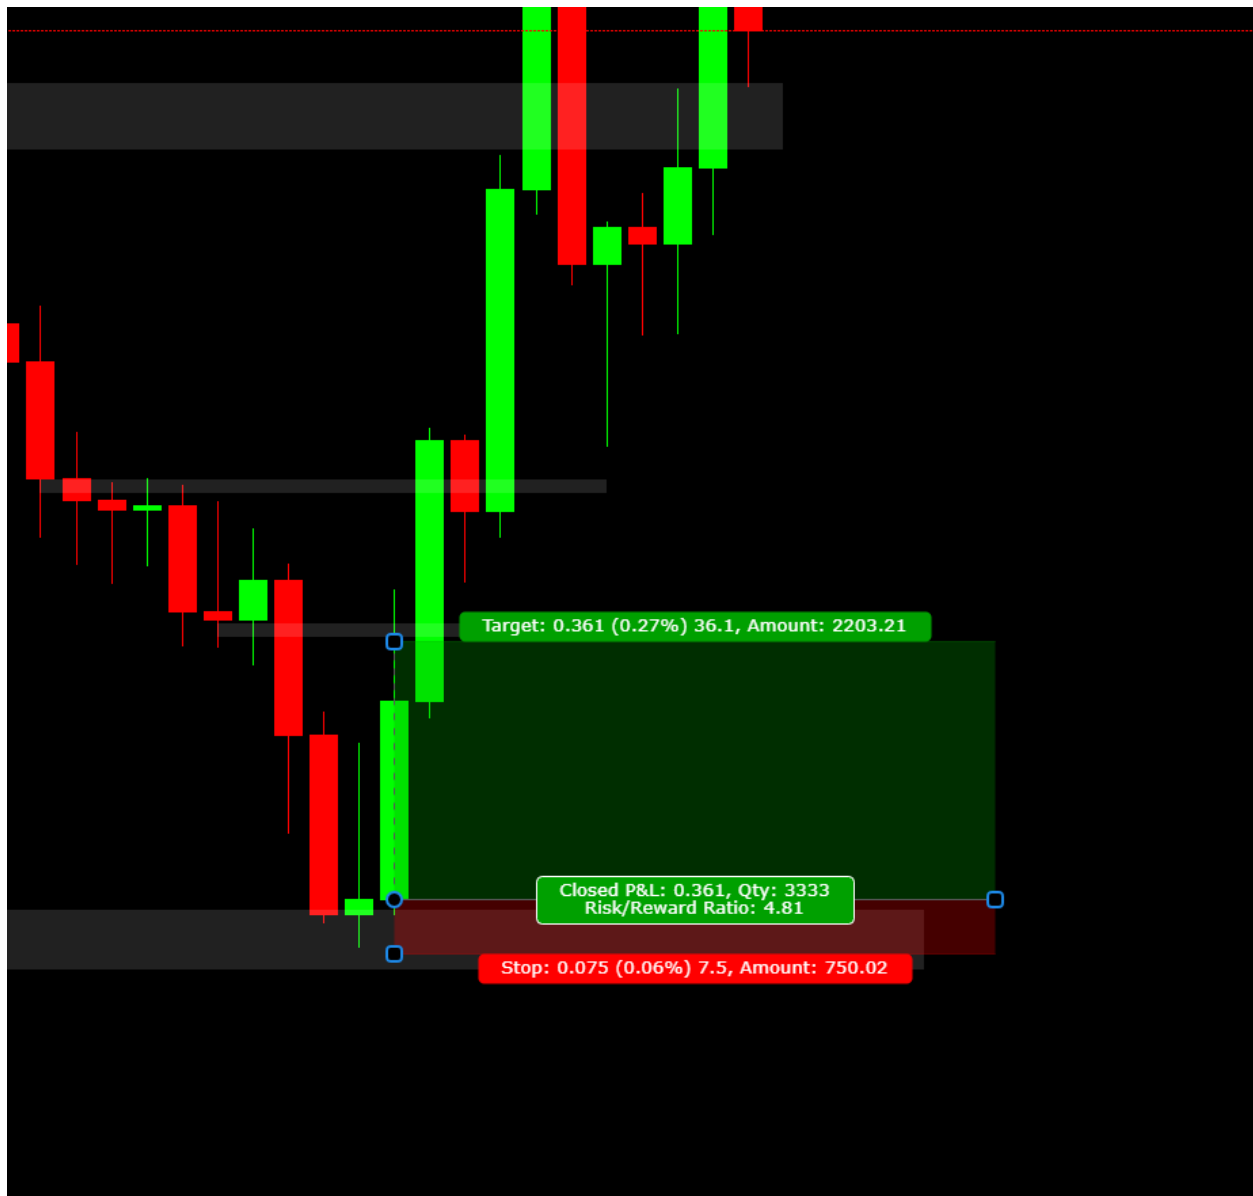 Target: 0.361 (0.27%) 36.1, Amount: 2203.21
Closed P&L: 0.361, Qty: 3333
Risk/Reward Ratio: 4.81
Stop: 0.075 (0.06%) 7.5, Amount: 750.02